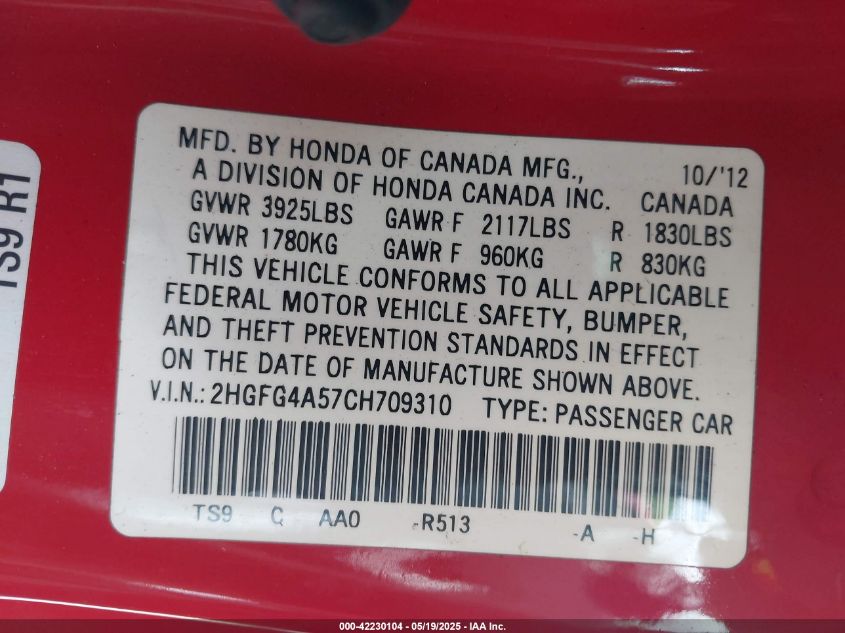 MFD. BY HONDA OF CANADA MFG., 10/'12
A DIVISION OF HONDA CANADA INC. CANADA
GVWR 3925LBS GAWR F 2117LBS R 1830LBS
GVWR 1780KG GAWR F 960KG R 830KG
THIS VEHICLE CONFORMS TO ALL APPLICABLE
FEDERAL MOTOR VEHICLE SAFETY, BUMPER,
AND THEFT PREVENTION STANDARDS IN EFFECT
ON THE DATE OF MANUFACTURE SHOWN ABOVE.
V.I.N.: 2HGFG4A57CH709310 TYPE: PASSENGER CAR
TS9 C AA0 -R513 -A -H
TS9 R1
000-42230104 - 05/19/2025 - IAA Inc.